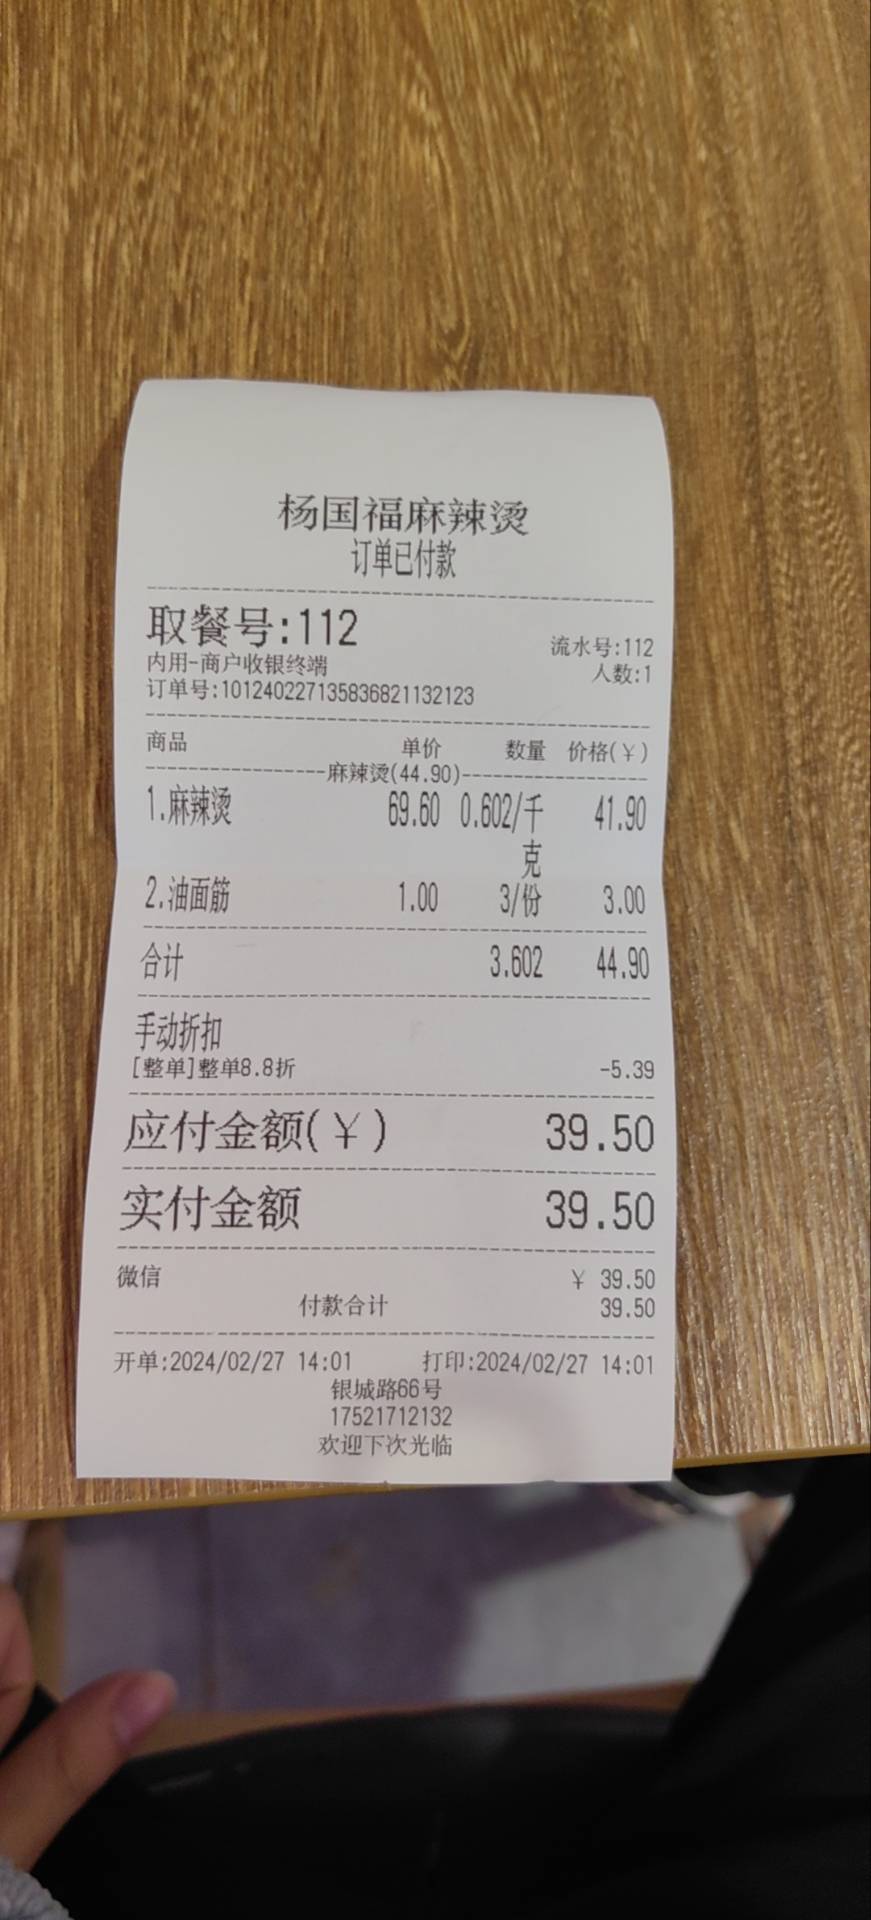 杨国福麻辣烫
订单已付款
取餐号:112
流水号:112
内用-商户收银终端
人数:1
订单号:101240227135836821132123
商品 单价 数量 价格(¥)
麻辣烫(44.90)
1.麻辣烫 69.60 0.602/千克 41.90
2.油面筋 1.00 3/份 3.00
合计 3.602 44.90
手动折扣
[整单]整单8.8折 -5.39
应付金额(¥) 39.50
实付金额 39.50
微信 ¥ 39.50
付款合计 39.50
开单:2024/02/27 14:01 打印:2024/02/27 14:01
银城路66号
17521712132
欢迎下次光临